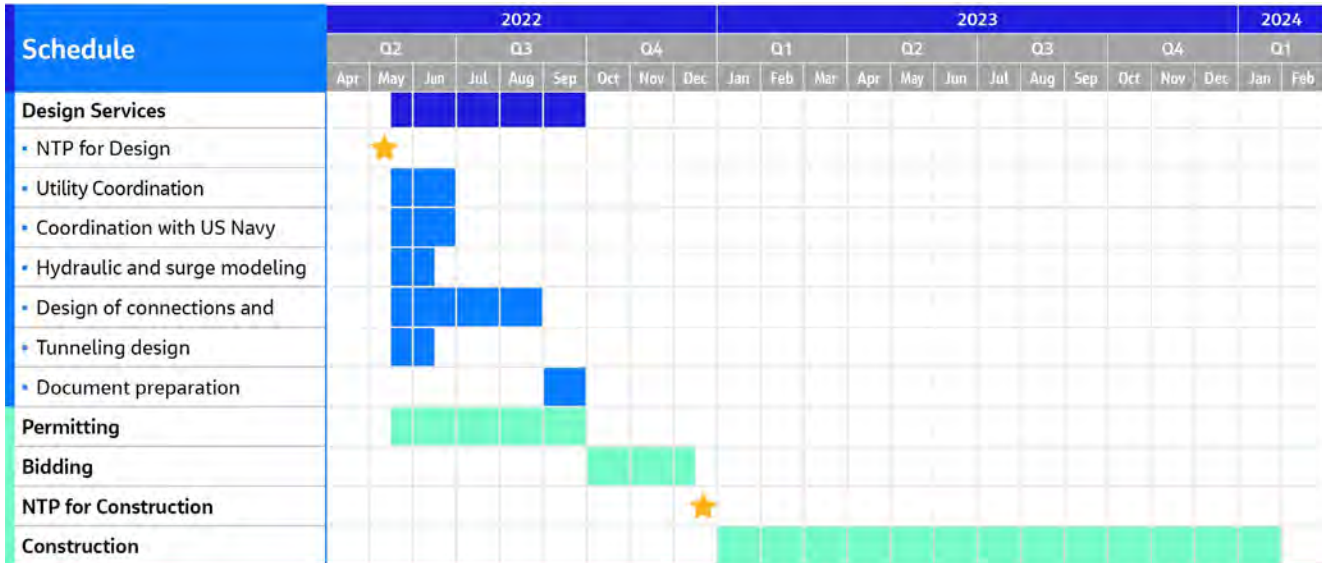 2022 2023 2024
Schedule
Q2 Q3 Q4 Q1 Q2 Q3 Q4 Q1
Apr May Jun Jul Aug Sep Oct Nov Dec Jan Feb Mar Apr May Jun Jul Aug Sep Oct Nov Dec Jan Feb
Design Services
• NTP for Design
• Utility Coordination
• Coordination with US Navy
• Hydraulic and surge modeling
• Design of connections and
• Tunneling design
• Document preparation
Permitting
Bidding
NTP for Construction
Construction